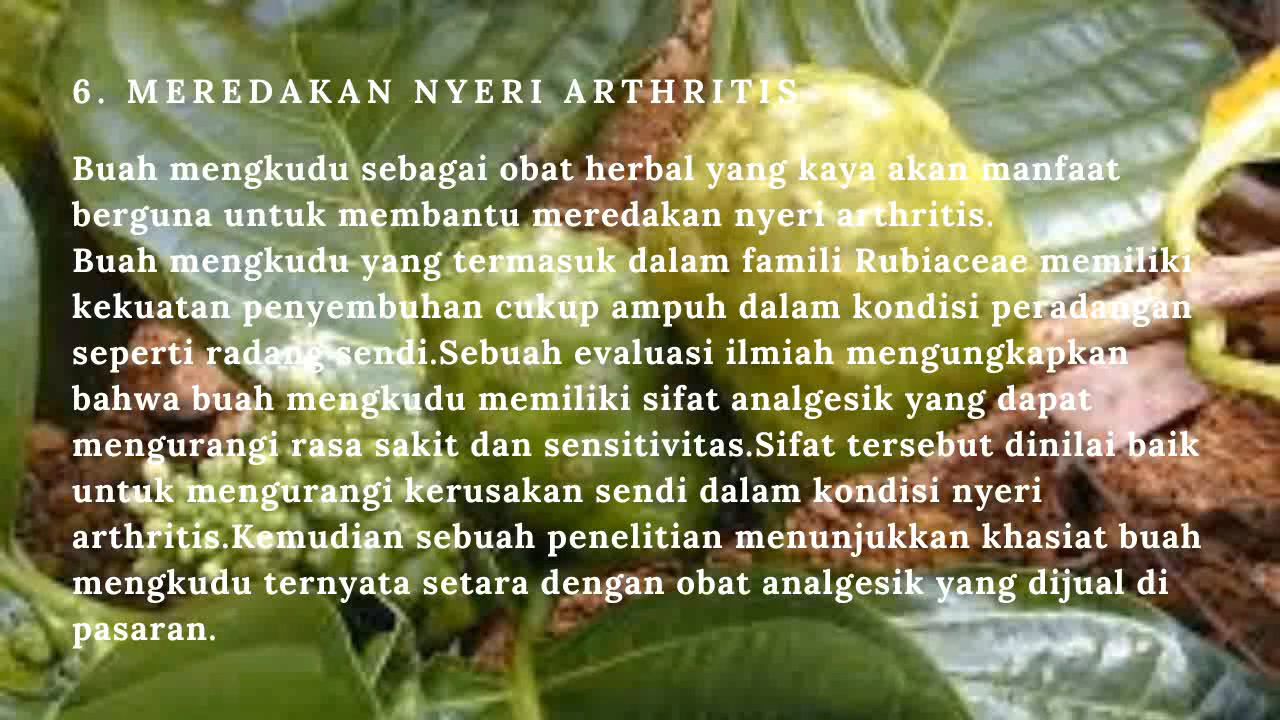 6. MEREDAKAN NYERI ARTHRITIS
Buah mengkudu sebagai obat herbal yang kaya akan manfaat
berguna untuk membantu meredakan nyeri arthritis.
Buah mengkudu yang termasuk dalam famili Rubiaceae memiliki
kekuatan penyembuhan cukup ampuh dalam kondisi peradangan
seperti radang sendi.Sebuah evaluasi ilmiah mengungkapkan
bahwa buah mengkudu memiliki sifat analgesik yang dapat
mengurangi rasa sakit dan sensitivitas.Sifat tersebut dinilai baik
untuk mengurangi kerusakan sendi dalam kondisi nyeri
arthritis.Kemudian sebuah penelitian menunjukkan khasiat buah
mengkudu ternyata setara dengan obat analgesik yang dijual di
pasaran.